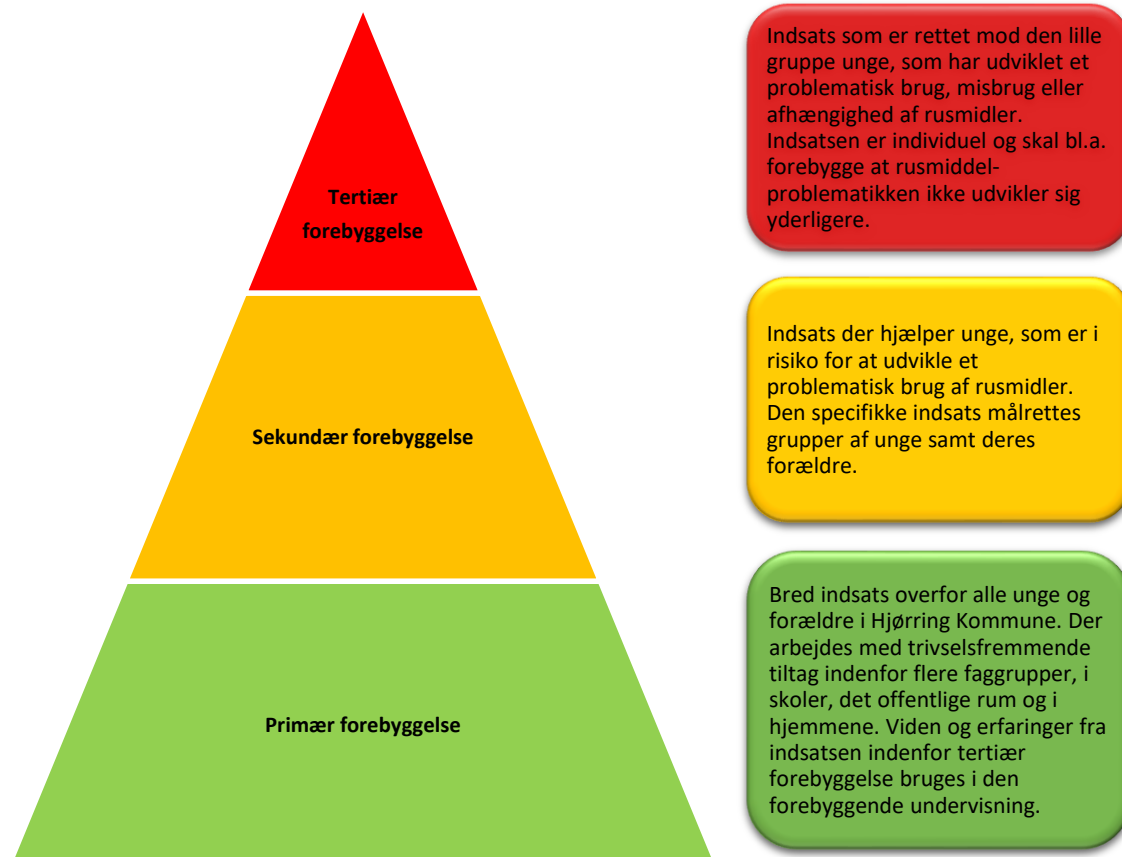 Tertiær
forebyggelse
Indsats som er rettet mod den lille
gruppe unge, som har udviklet et
problematisk brug, misbrug eller
afhængighed af rusmidler.
Indsatsen er individuel og skal bl.a.
forebygge at rusmiddel-
problematikken ikke udvikler sig
yderligere.
Sekundær forebyggelse
Indsats der hjælper unge, som er i
risiko for at udvikle et
problematisk brug af rusmidler.
Den specifikke indsats målrettes
grupper af unge samt deres
forældre.
Primær forebyggelse
Bred indsats overfor alle unge og
forældre i Hjørring Kommune. Der
arbejdes med trivselsfremmende
tiltag indenfor flere faggrupper, i
skoler, det offentlige rum og i
hjemmene. Viden og erfaringer fra
indsatsen indenfor tertiær
forebyggelse bruges i den
forebyggende undervisning.